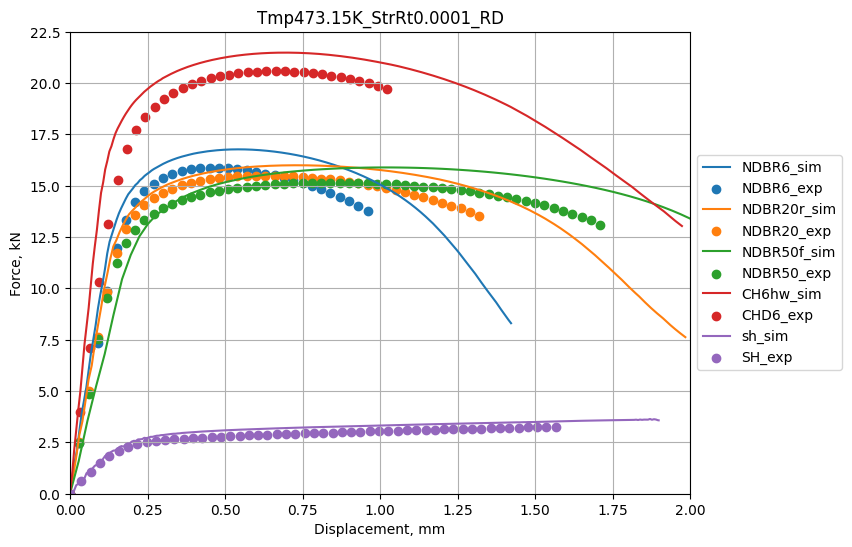 Tmp473.15K_StrRt0.0001_RD
22.5
20.0
17.5
15.0
12.5
10.0
7.5
5.0
2.5
0.0
Force, kN
0.00 0.25 0.50 0.75 1.00 1.25 1.50 1.75 2.00
Displacement, mm
NDBR6_sim
NDBR6_exp
NDBR20r_sim
NDBR20_exp
NDBR50f_sim
NDBR50_exp
CH6hw_sim
CHD6_exp
sh_sim
SH_exp